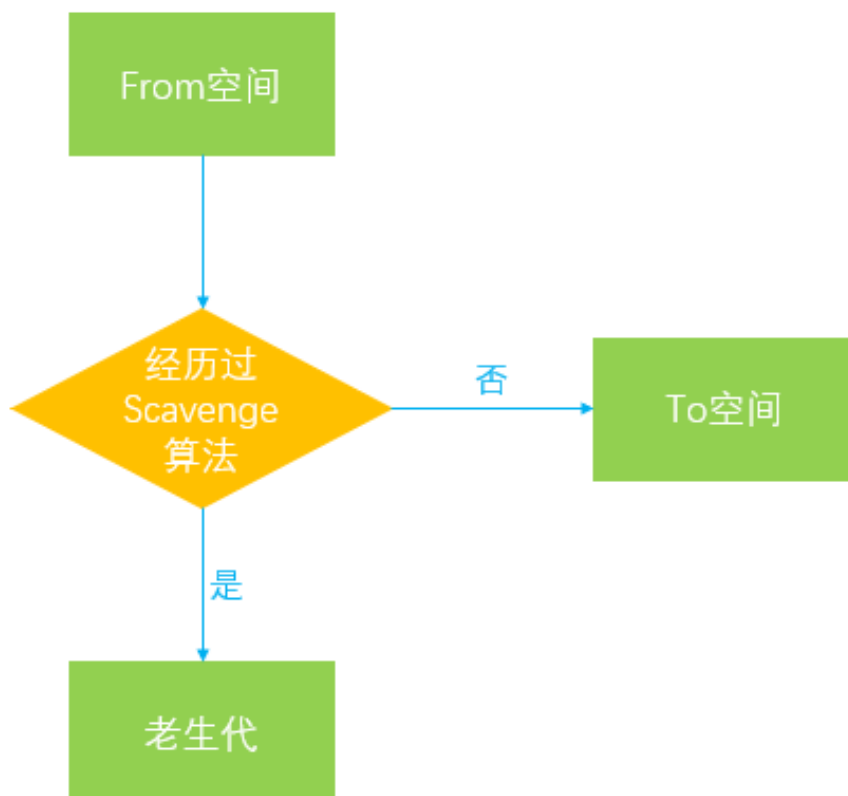 From空间
经历过
Scavenge
算法
否
To空间
是
老生代